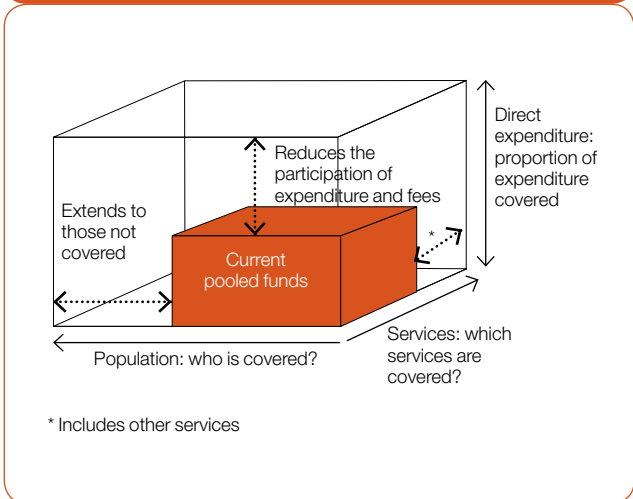 Direct
expenditure:
proportion of
expenditure
covered
Reduces the
participation of
expenditure and fees
Extends to
those not
covered
*
Current
pooled funds
Services: which
services are
covered?
Population: who is covered?
* Includes other services